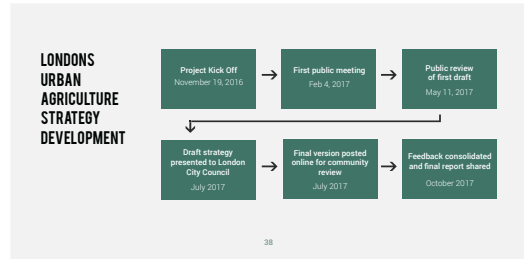 LONDONS
URBAN
AGRICULTURE
STRATEGY
DEVELOPMENT
Project Kick Off
November 19, 2016
First public meeting
Feb 4, 2017
Public review
of first draft
May 11, 2017
Draft strategy
presented to London
City Council
July 2017
Final version posted
online for community
review
July 2017
Feedback consolidated
and final report shared
October 2017
38